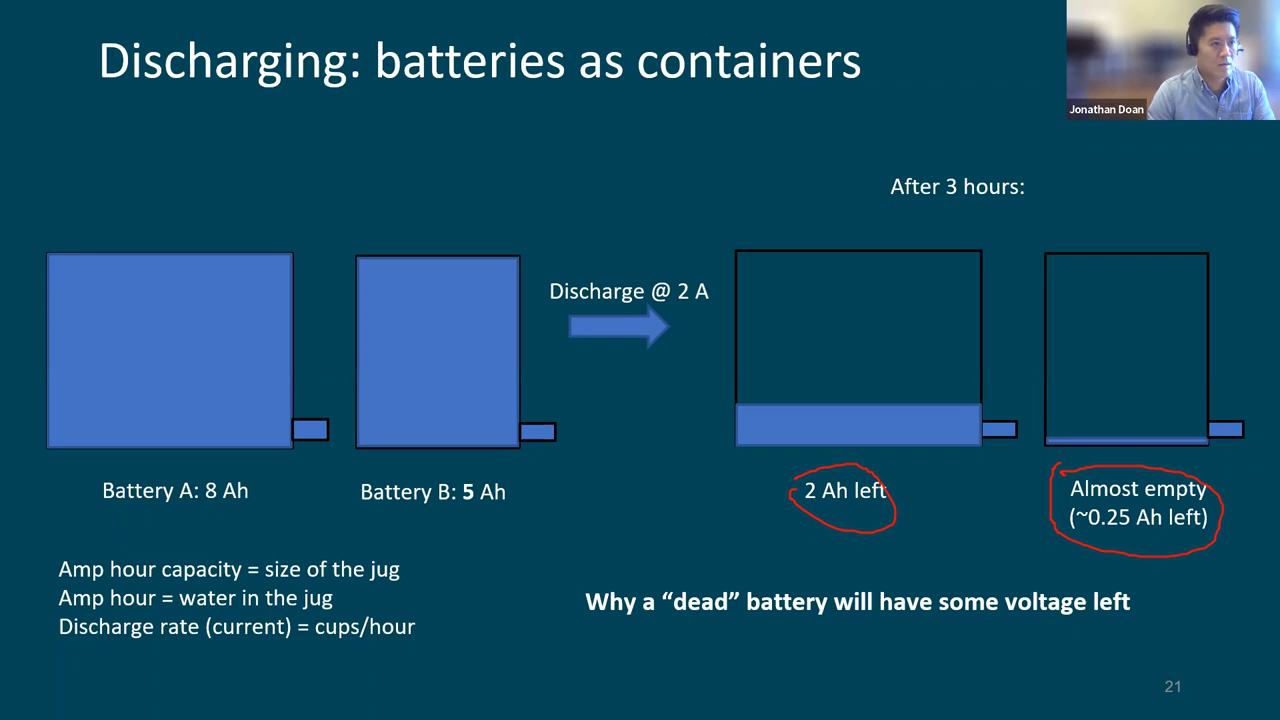 Discharging: batteries as containers
Jonathan Doan
After 3 hours:
Discharge @ 2 A
Battery A: 8 Ah
Battery B: 5 Ah
2 Ah left
Almost empty
(~0.25 Ah left)
Amp hour capacity = size of the jug
Amp hour = water in the jug
Discharge rate (current) = cups/hour
Why a “dead” battery will have some voltage left
21